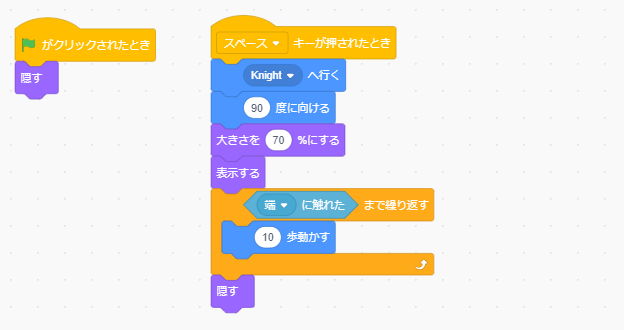 がクリックされたとき
隠す
スペース キーが押されたとき
Knight へ行く
90 度に向ける
大きさを 70 %にする
表示する
端 に触れた まで繰り返す
10 歩動かす
隠す